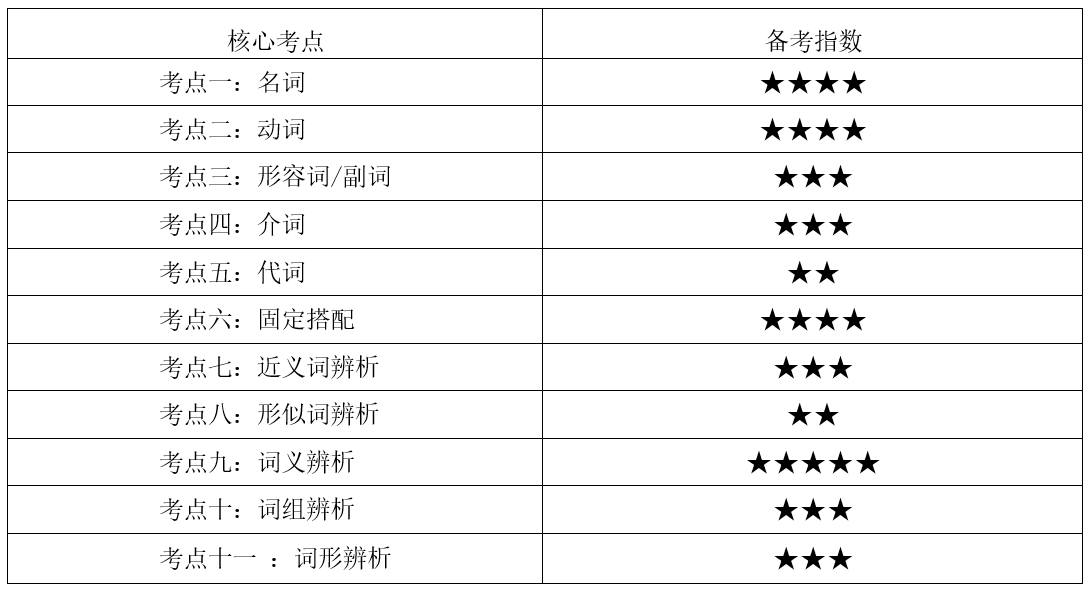 核心考点 备考指数
考点一：名词 ★★★★
考点二：动词 ★★★★
考点三：形容词/副词 ★★★
考点四：介词 ★★★
考点五：代词 ★★
考点六：固定搭配 ★★★★
考点七：近义词辨析 ★★★
考点八：形似词辨析 ★★
考点九：词义辨析 ★★★★★
考点十：词组辨析 ★★★
考点十一 ：词形辨析 ★★★